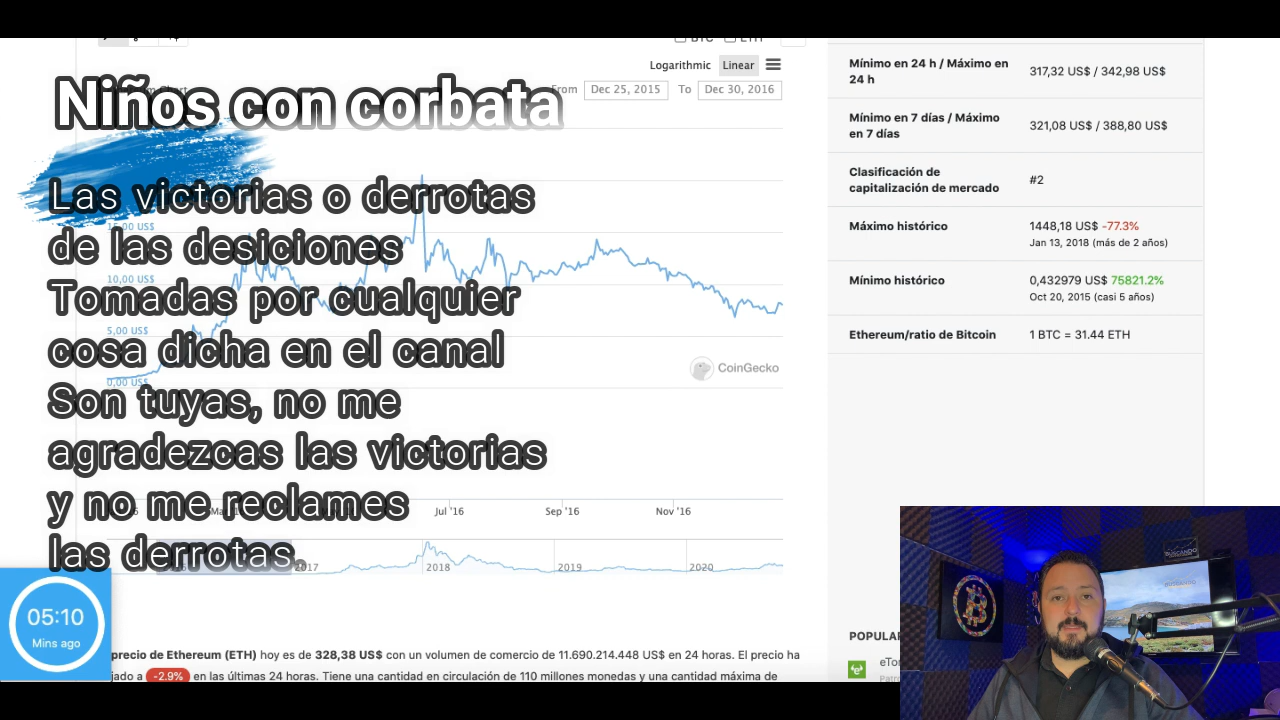 BTC ETH
Logarithmic Linear
From Dec 25, 2015 To Dec 30, 2016
Niños con corbata
Las victorias o derrotas
de las desiciones
Tomadas por cualquier
cosa dicha en el canal
Son tuyas, no me
agradezcas las victorias
y no me reclames
las derrotas.
15,00 US$
10,00 US$
5,00 US$
0,00 US$
CoinGecko
Jul '16 Sep '16 Nov '16
2017 2018 2019 2020
05:10
Mins ago
precio de Ethereum (ETH) hoy es de 328,38 US$ con un volumen de comercio de 11.690.214.448 US$ en 24 horas. El precio ha
-2.9% en las últimas 24 horas. Tiene una cantidad en circulación de 110 millones monedas y una cantidad máxima de
Mínimo en 24 h / Máximo en
24 h
317,32 US$ / 342,98 US$
Mínimo en 7 días / Máximo
en 7 días
321,08 US$ / 388,80 US$
Clasificación de
capitalización de mercado
#2
Máximo histórico
1448,18 US$ -77.3%
Jan 13, 2018 (más de 2 años)
Mínimo histórico
0,432979 US$ 75821.2%
Oct 20, 2015 (casi 5 años)
Ethereum/ratio de Bitcoin
1 BTC = 31.44 ETH
BUSCANDO